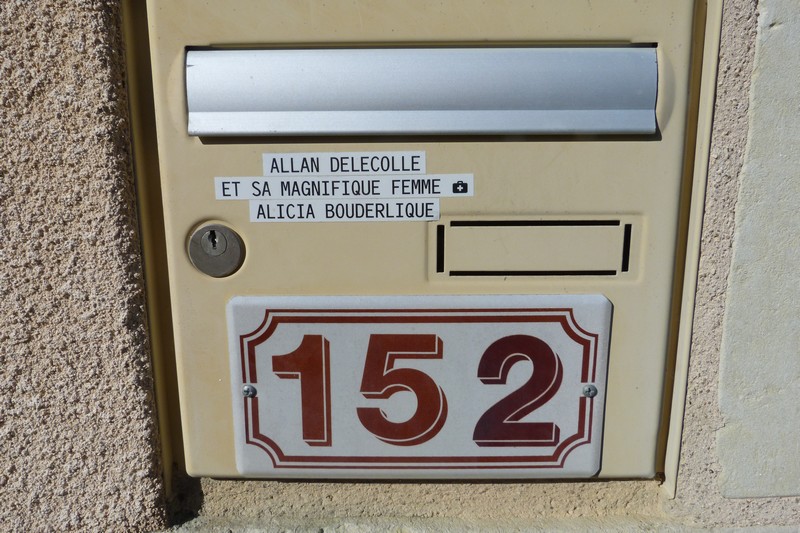 ALLAN DELECOLLE
ET SA MAGNIFIQUE FEMME
ALICIA BOUDERLIQUE
152